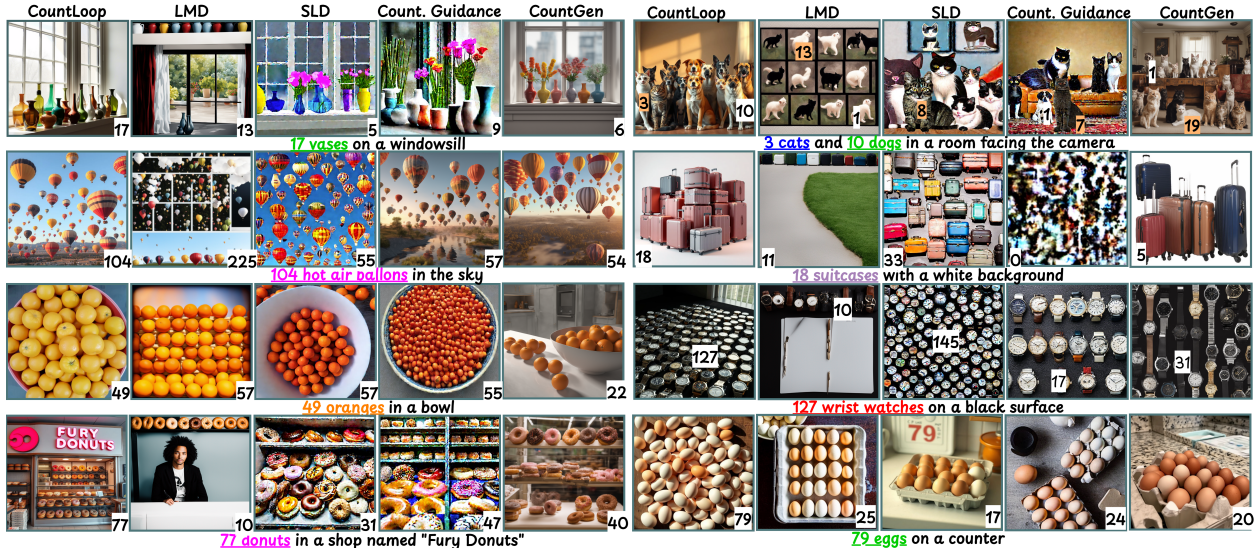 CountLoop LMD SLD Count. Guidance CountGen CountLoop LMD SLD Count. Guidance CountGen
17 13 5 9 6 3 10 13 1 8 1 7 1 19
17 vases on a windowsill 3 cats and 10 dogs in a room facing the camera
104 225 55 57 54 18 11 33 0 5
104 hot air ballons in the sky 18 suitcases with a white background
49 57 57 55 22 127 10 145 17 31
49 oranges in a bowl 127 wrist watches on a black surface
FURY
DONUTS
79
77 10 31 47 40 79 25 17 24 20
77 donuts in a shop named "Fury Donuts" 79 eggs on a counter